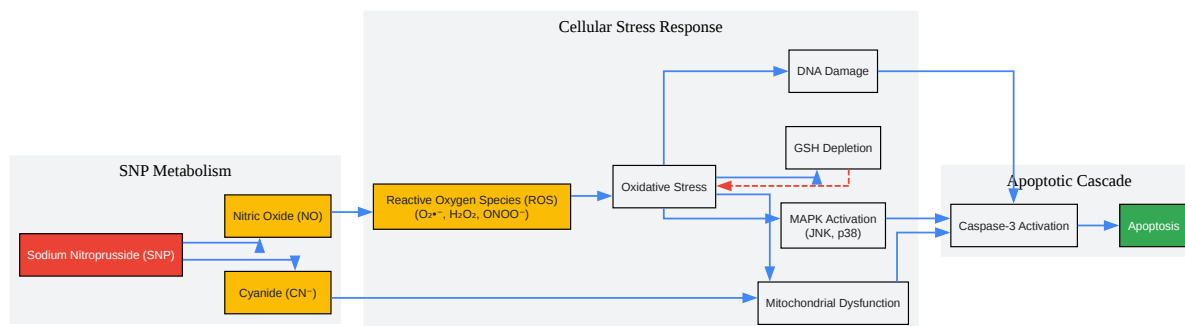 Cellular Stress Response
DNA Damage
GSH Depletion
SNP Metabolism
Apoptotic Cascade
Oxidative Stress
Reactive Oxygen Species (ROS)
(O₂•⁻, H₂O₂, ONOO⁻)
Nitric Oxide (NO)
MAPK Activation
(JNK, p38)
Caspase-3 Activation
Apoptosis
Sodium Nitroprusside (SNP)
Cyanide (CN⁻)
Mitochondrial Dysfunction